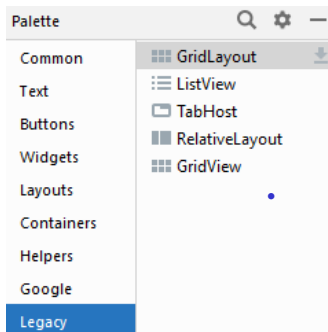 Palette
Common
Text
Buttons
Widgets
Layouts
Containers
Helpers
Google
Legacy
GridLayout
ListView
TabHost
RelativeLayout
GridView